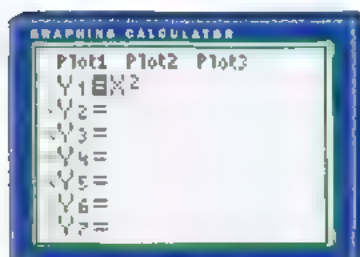 GRAPHING CALCULATOR
Plot1 Plot2 Plot3
\Y1=X²
\Y2=
\Y3=
\Y4=
\Y5=
\Y6=
\Y7=